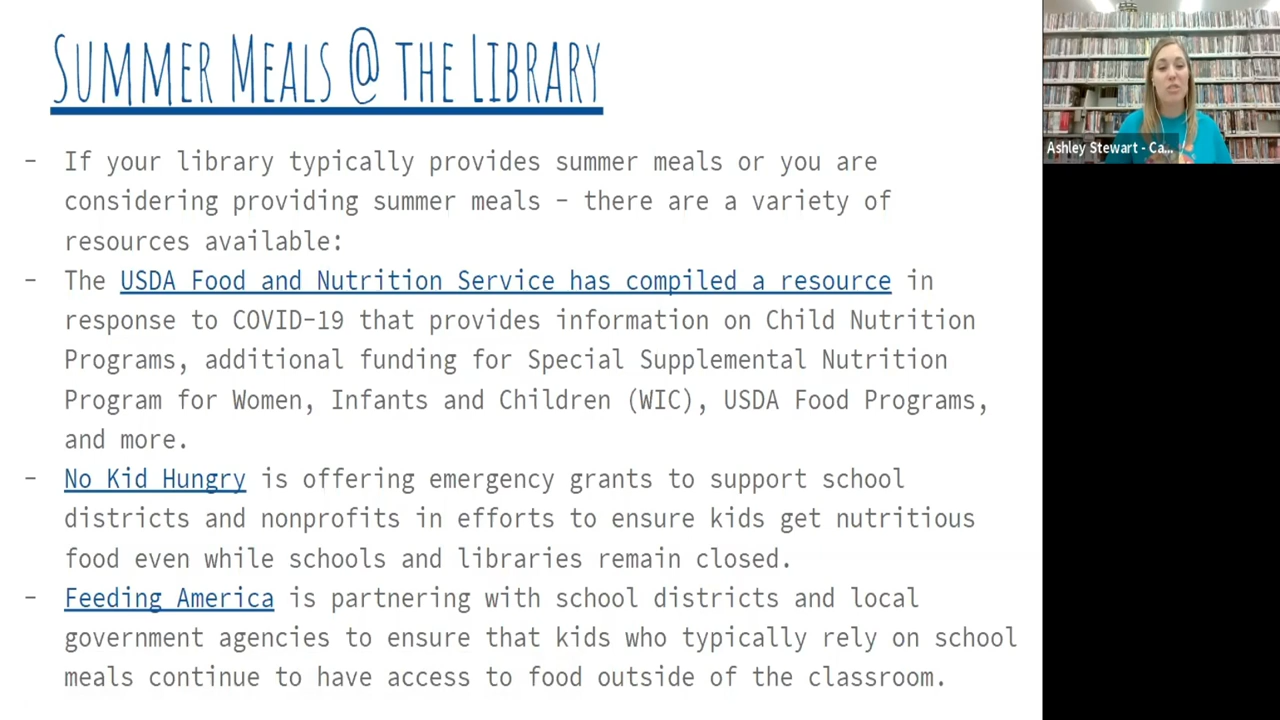 SUMMER MEALS @ THE LIBRARY
- If your library typically provides summer meals or you are
considering providing summer meals – there are a variety of
resources available:
- The USDA Food and Nutrition Service has compiled a resource in
response to COVID-19 that provides information on Child Nutrition
Programs, additional funding for Special Supplemental Nutrition
Program for Women, Infants and Children (WIC), USDA Food Programs,
and more.
- No Kid Hungry is offering emergency grants to support school
districts and nonprofits in efforts to ensure kids get nutritious
food even while schools and libraries remain closed.
- Feeding America is partnering with school districts and local
government agencies to ensure that kids who typically rely on school
meals continue to have access to food outside of the classroom.
Ashley Stewart - Ca...